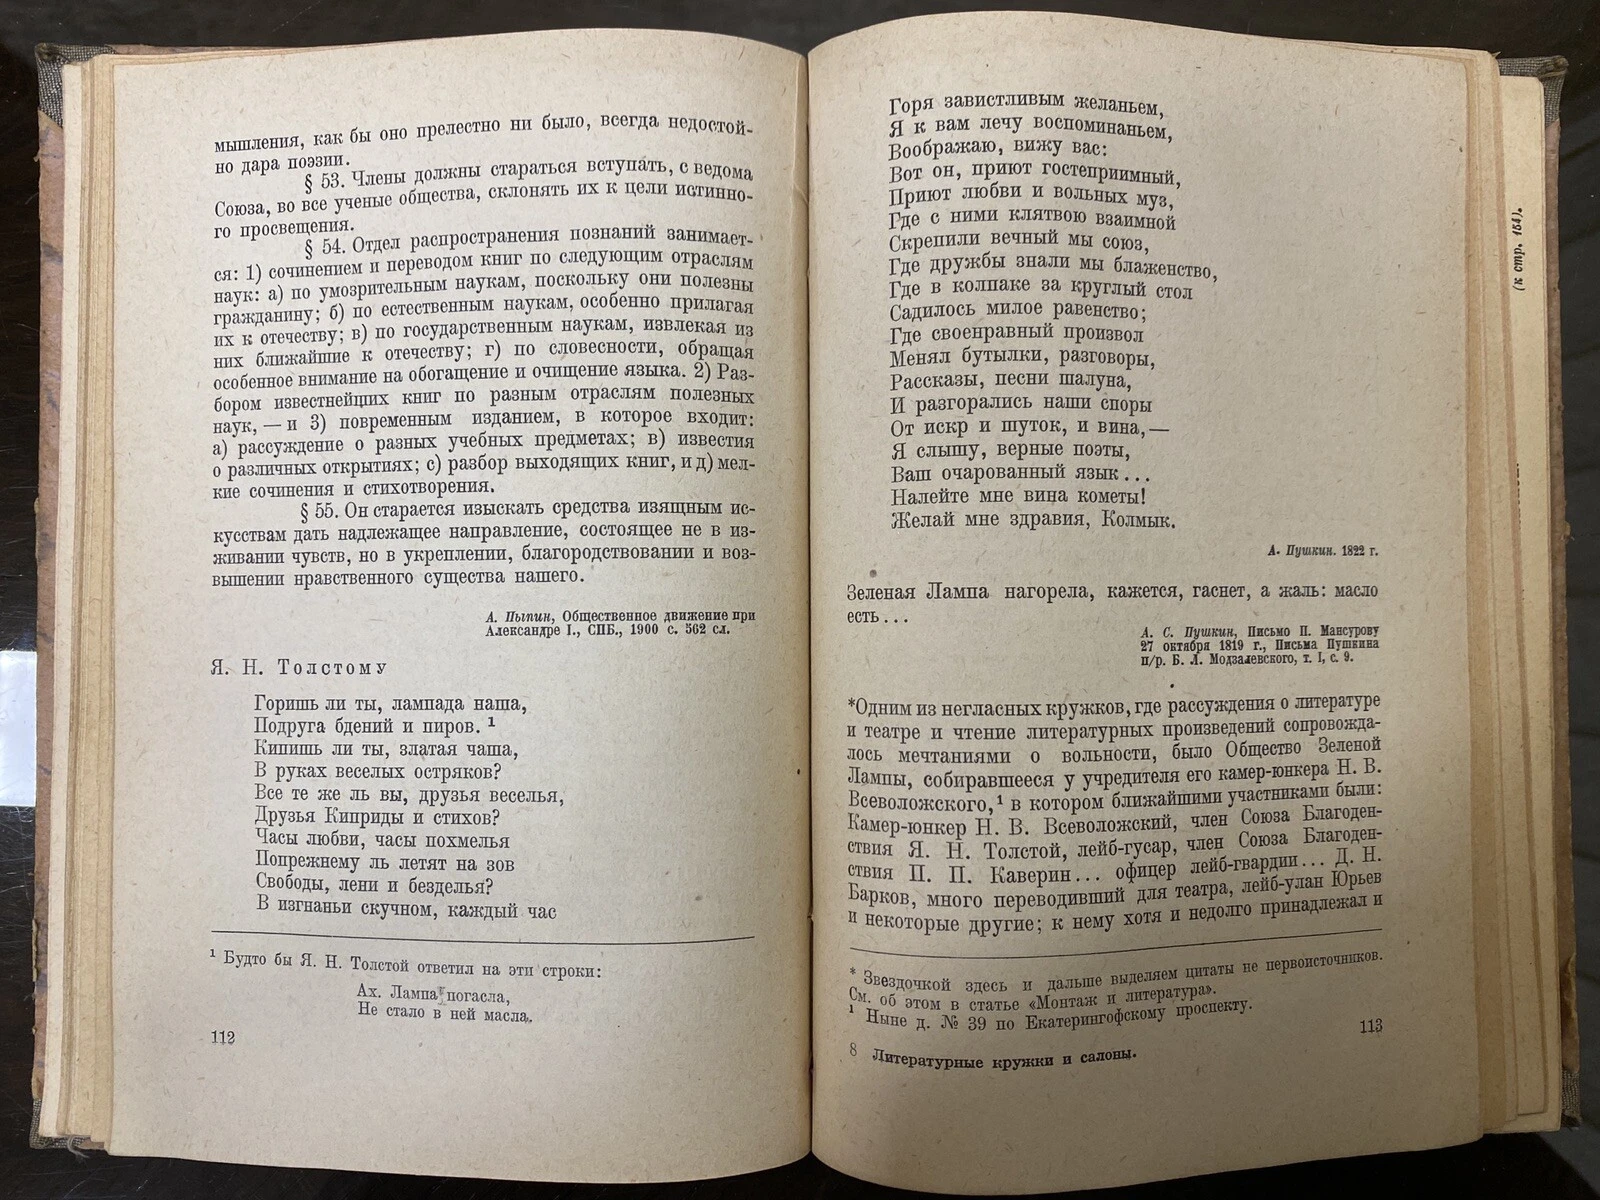 мышления, как бы оно прелестно ни было, всегда недостой-
но дара поэзии.
§ 53. Члены должны стараться вступать, с ведома
Союза, во все ученые общества, склонять их к цели истинно-
го просвещения.
§ 54. Отдел распространения познаний занимает-
ся: 1) сочинением и переводом книг по следующим отраслям
наук: а) по умозрительным наукам, поскольку они полезны
гражданину; б) по естественным наукам, особенно прилагая
их к отечеству; в) по государственным наукам, извлекая из
них ближайшие к отечеству; г) по словесности, обращая
особенное внимание на обогащение и очищение языка. 2) Раз-
бором известнейших книг по разным отраслям полезных
наук, — и 3) повременным изданием, в которое входит:
а) рассуждение о разных учебных предметах; в) известия
о различных открытиях; с) разбор выходящих книг, и д) мел-
кие сочинения и стихотворения.
§ 55. Он старается изыскать средства изящным ис-
кусствам дать надлежащее направление, состоящее не в из-
живании чувств, но в укреплении, благородствовании и воз-
вышении нравственного существа нашего.
А. Пыпин, Общественное движение при
Александре I., СПБ., 1900 с. 562 сл.
Я. Н. Толстому
Горишь ли ты, лампада наша,
Подруга бдений и пиров. ¹
Кипишь ли ты, златая чаша,
В руках веселых остряков?
Все те же ль вы, друзья веселья,
Друзья Киприды и стихов?
Часы любви, часы похмелья
Попрежнему ль летят на зов
Свободы, лени и безделья?
В изгнаньи скучном, каждый час
¹ Будто бы Я. Н. Толстой ответил на эти строки:
Ах. Лампа погасла,
Не стало в ней масла.
112
Горя завистливым желаньем,
Я к вам лечу воспоминаньем,
Воображаю, вижу вас:
Вот он, приют гостеприимный,
Приют любви и вольных муз,
Где с ними клятвою взаимной
Скрепили вечный мы союз,
Где дружбы знали мы блаженство,
Где в колпаке за круглый стол
Садилось милое равенство;
Где своенравный произвол
Менял бутылки, разговоры,
Рассказы, песни шалуна,
И разгорались наши споры
От искр и шуток, и вина,—
Я слышу, верные поэты,
Ваш очарованный язык...
Налейте мне вина кометы!
Желай мне здравия, Колмык.
А. Пушкин. 1822 г.
Зеленая Лампа нагорела, кажется, гаснет, а жаль: масло
есть...
А. С. Пушкин, Письмо П. Мансурову
27 октября 1819 г., Письма Пушкина
п/р. Б. Л. Модзалевского, т. I, с. 9.
*Одним из негласных кружков, где рассуждения о литературе
и театре и чтение литературных произведений сопровожда-
лось мечтаниями о вольности, было Общество Зеленой
Лампы, собиравшееся у учредителя его камер-юнкера Н. В.
Всеволожского,¹ в котором ближайшими участниками были:
Камер-юнкер Н. В. Всеволожский, член Союза Благоден-
ствия Я. Н. Толстой, лейб-гусар, член Союза Благоден-
ствия П. П. Каверин... офицер лейб-гвардии... Д. Н.
Барков, много переводивший для театра, лейб-улан Юрьев
и некоторые другие; к нему хотя и недолго принадлежал и
* Звездочкой здесь и дальше выделяем цитаты не первоисточников.
См. об этом в статье «Монтаж и литература».
¹ Ныне д. № 39 по Екатерингофскому проспекту.
8 Литературные кружки и салоны.
113
(к стр. 154).